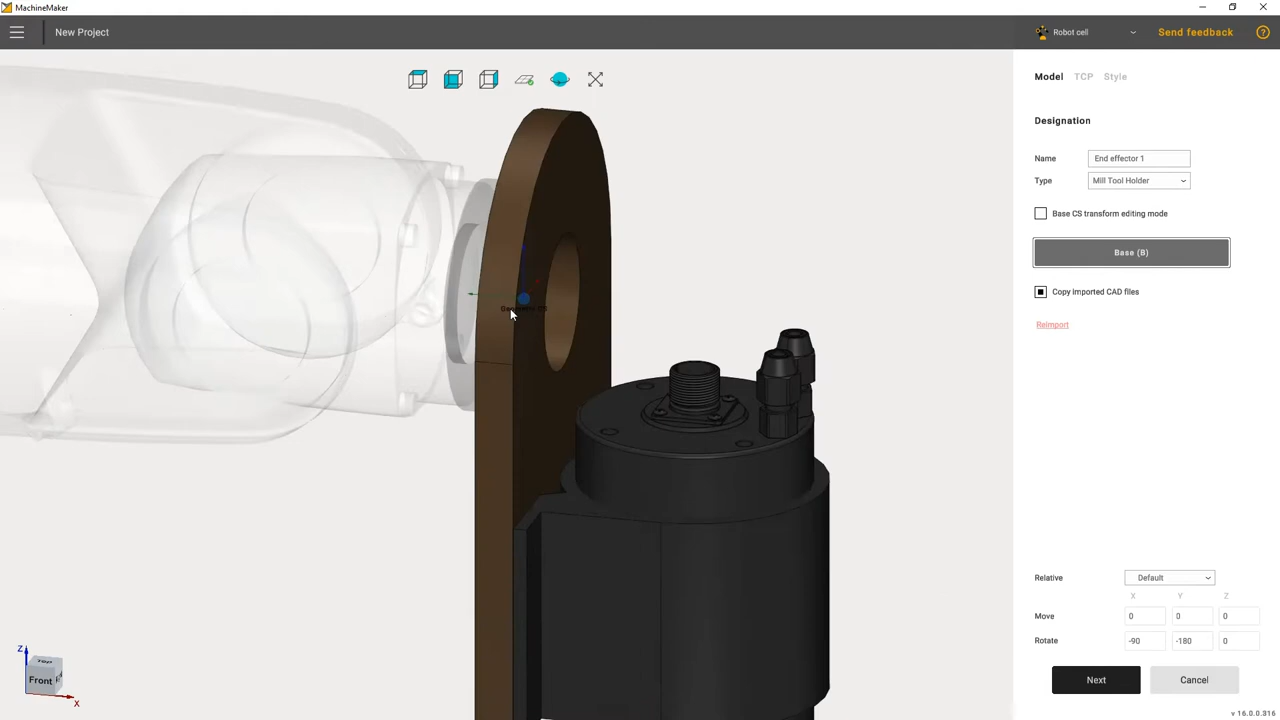 MachineMaker
New Project
Robot cell
Send feedback
?
Model TCP Style
Designation
Name End effector 1
Type Mill Tool Holder
Base CS transform editing mode
Base (B)
Copy imported CAD files
Reimport
Relative Default
X Y Z
Move 0 0 0
Rotate -90 -180 0
Next Cancel
v 16.0.0.316
Z
Top
Front
X